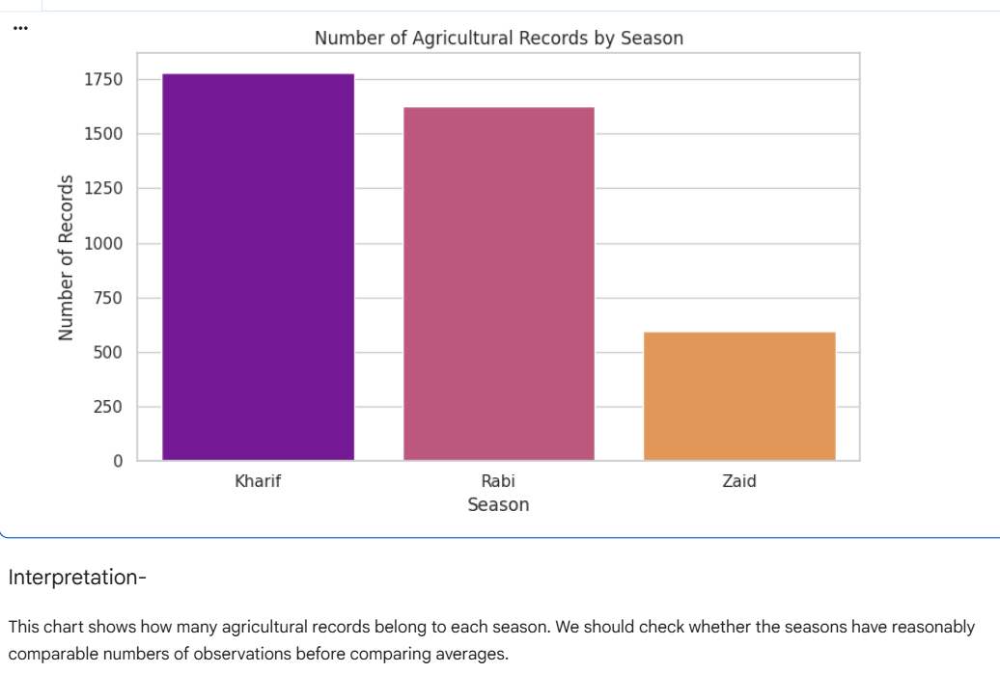 Number of Agricultural Records by Season
Number of Records
1750
1500
1250
1000
750
500
250
0
Kharif
Rabi
Zaid
Season
Interpretation-
This chart shows how many agricultural records belong to each season. We should check whether the seasons have reasonably
comparable numbers of observations before comparing averages.